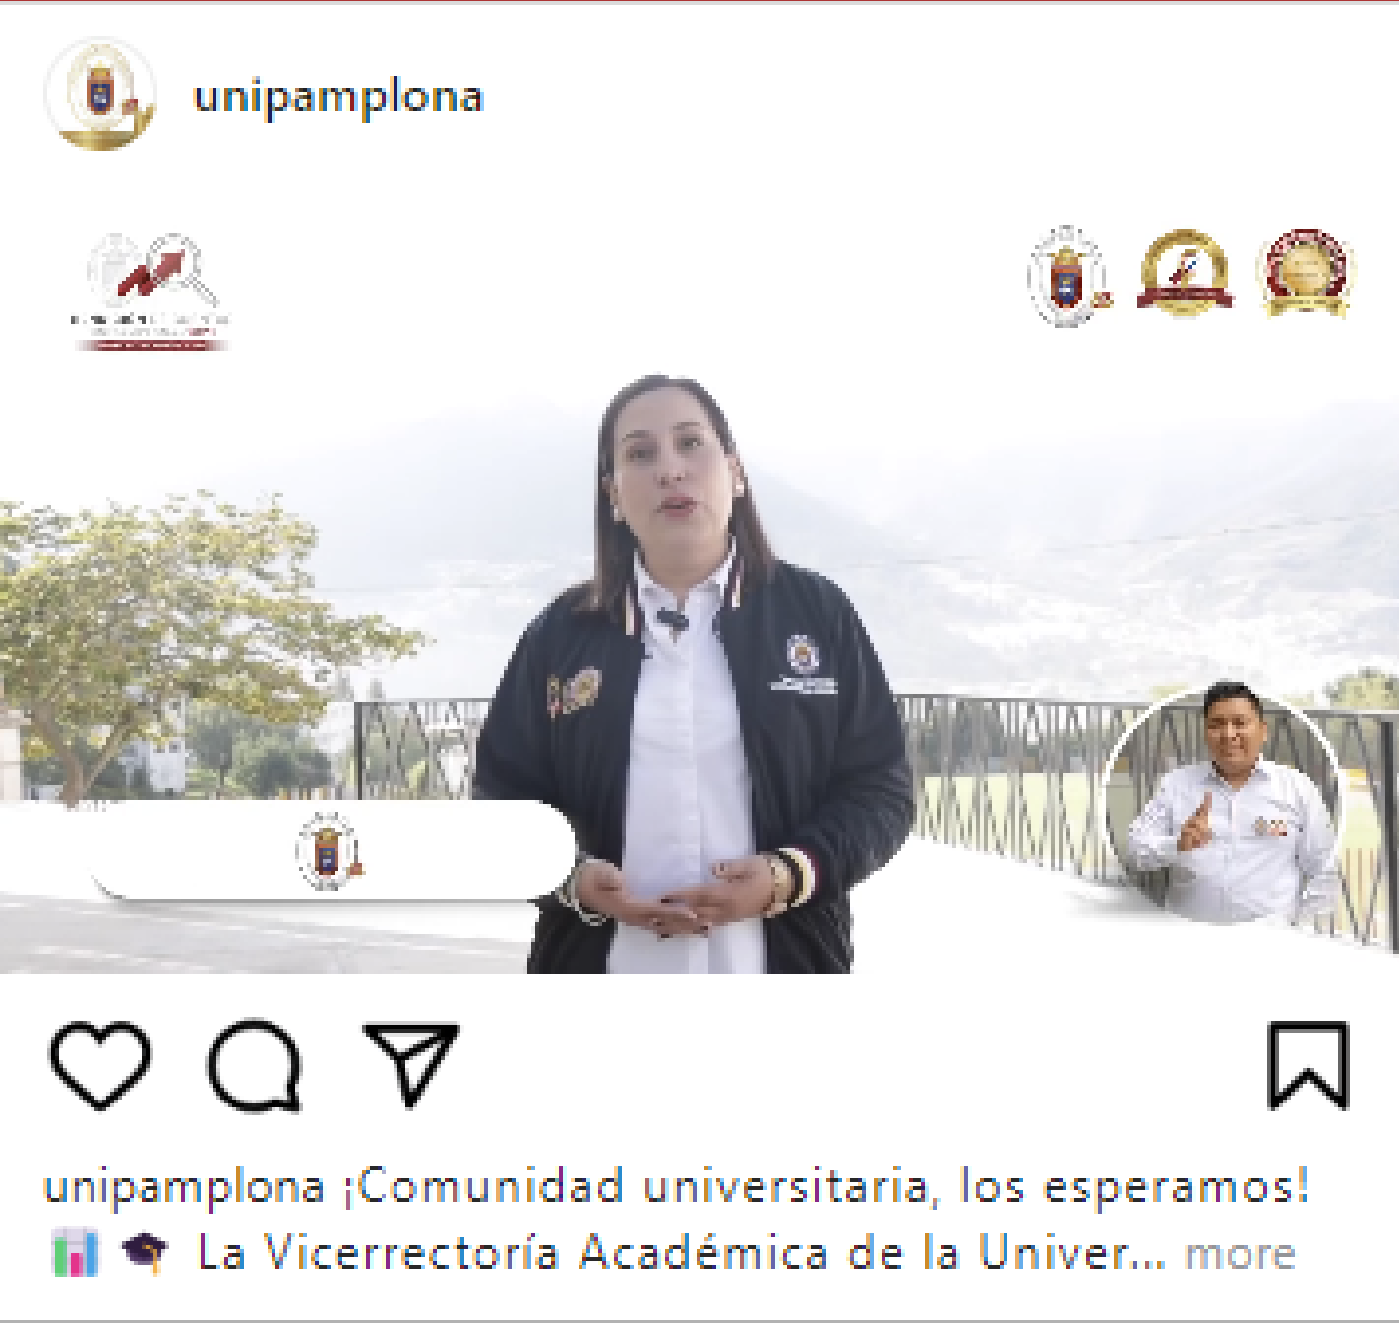 unipamplona
unipamplona ¡Comunidad universitaria, los esperamos!
📊 🎓 La Vicerrectoría Académica de la Univer... more